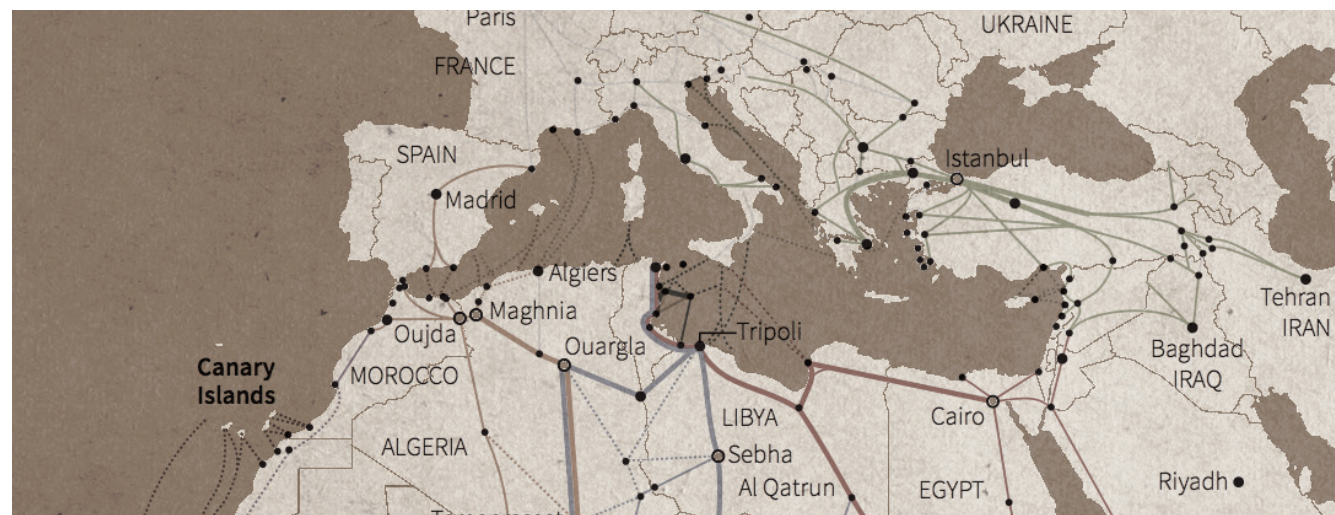 Paris
UKRAINE
FRANCE
SPAIN
Istanbul
Madrid
Algiers
Maghnia
Tehran
IRAN
Oujda
Tripoli
Ouargla
Baghdad
IRAQ
Canary
Islands
MOROCCO
LIBYA
Cairo
ALGERIA
Sebha
Al Qatrun
EGYPT
Riyadh